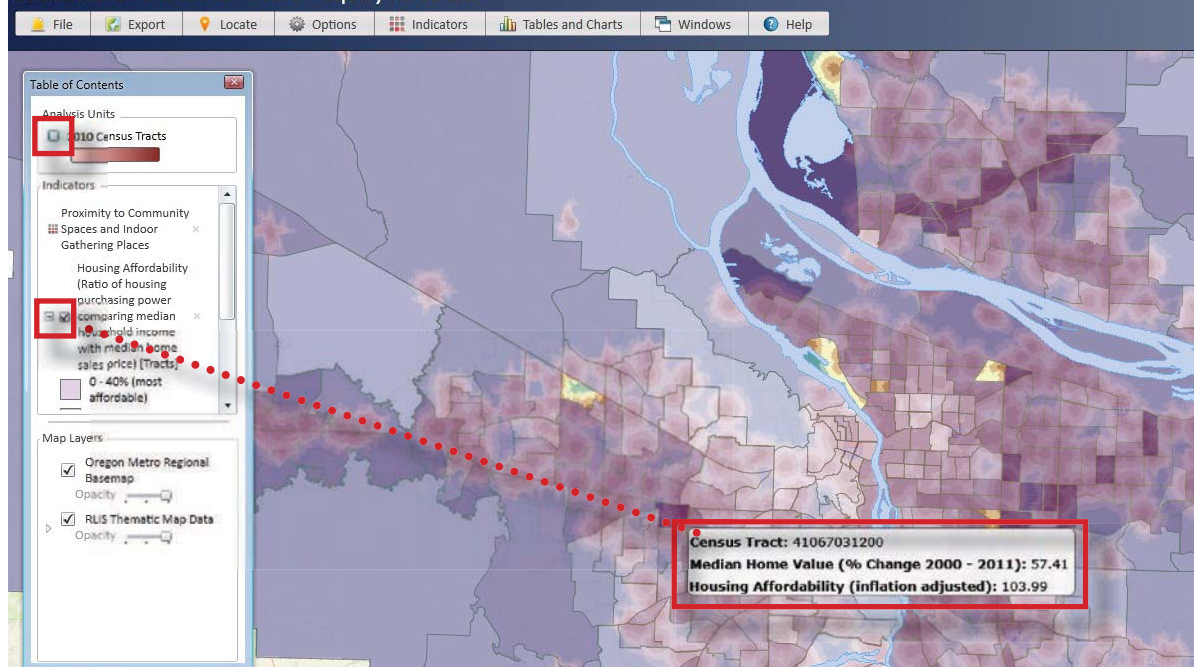 File Export Locate Options Indicators Tables and Charts Windows Help
Table of Contents
Analysis Units
2010 Census Tracts
Indicators
Proximity to Community
Spaces and Indoor
Gathering Places
Housing Affordability
(Ratio of housing
purchasing power
comparing median
household income
with median home
sales price) [Tracts]
0 - 40% (most
affordable)
Map Layers
Oregon Metro Regional
Basemap
Opacity
RLIS Thematic Map Data
Opacity
Census Tract: 41067031200
Median Home Value (% Change 2000 - 2011): 57.41
Housing Affordability (inflation adjusted): 103.99